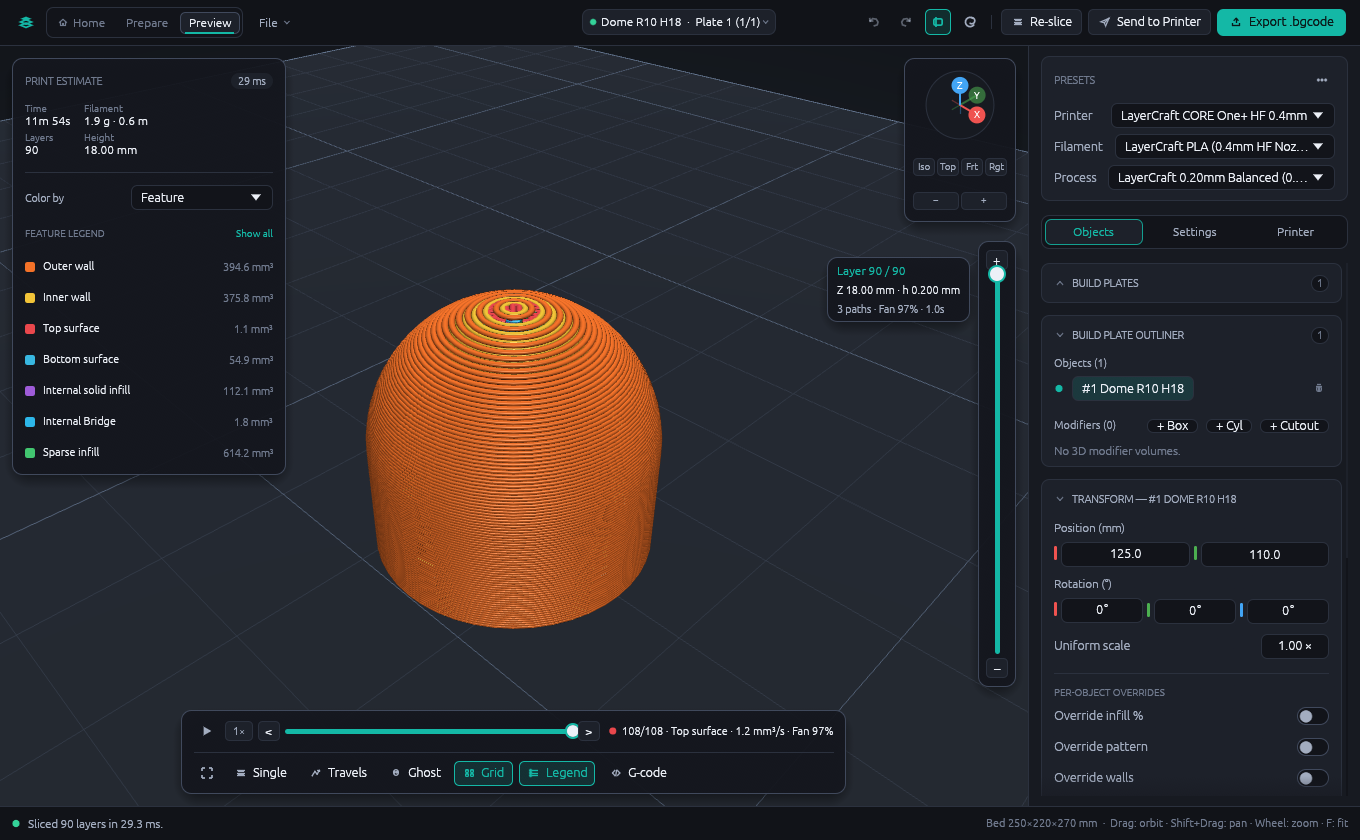 Home Prepare Preview File
Dome R10 H18 · Plate 1 (1/1)
Re-slice Send to Printer Export .bgcode
PRINT ESTIMATE 29 ms
Time Filament
11m 54s 1.9 g · 0.6 m
Layers Height
90 18.00 mm
Color by Feature
FEATURE LEGEND Show all
Outer wall 394.6 mm³
Inner wall 375.8 mm³
Top surface 1.1 mm³
Bottom surface 54.9 mm³
Internal solid infill 112.1 mm³
Internal Bridge 1.8 mm³
Sparse infill 614.2 mm³
Z
Y
X
Iso Top Frt Rgt
− +
+
Layer 90 / 90
Z 18.00 mm · h 0.200 mm
3 paths · Fan 97% · 1.0s
−
1× < > 108/108 · Top surface · 1.2 mm³/s · Fan 97%
Single Travels Ghost Grid Legend G-code
PRESETS •••
Printer LayerCraft CORE One+ HF 0.4mm
Filament LayerCraft PLA (0.4mm HF Noz…
Process LayerCraft 0.20mm Balanced (0.…
Objects Settings Printer
BUILD PLATES 1
BUILD PLATE OUTLINER 1
Objects (1)
#1 Dome R10 H18
Modifiers (0) + Box + Cyl + Cutout
No 3D modifier volumes.
TRANSFORM — #1 DOME R10 H18
Position (mm)
125.0 110.0
Rotation (°)
0° 0° 0°
Uniform scale 1.00 ×
PER-OBJECT OVERRIDES
Override infill %
Override pattern
Override walls
Sliced 90 layers in 29.3 ms.
Bed 250×220×270 mm · Drag: orbit · Shift+Drag: pan · Wheel: zoom · F: fit